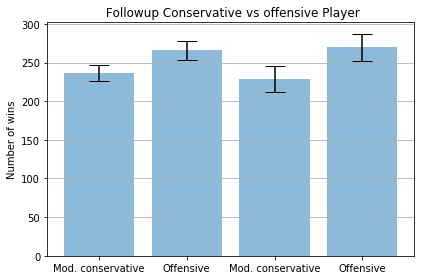 Followup Conservative vs offensive Player
Number of wins
300
250
200
150
100
50
0
Mod. conservative Offensive Mod. conservative Offensive